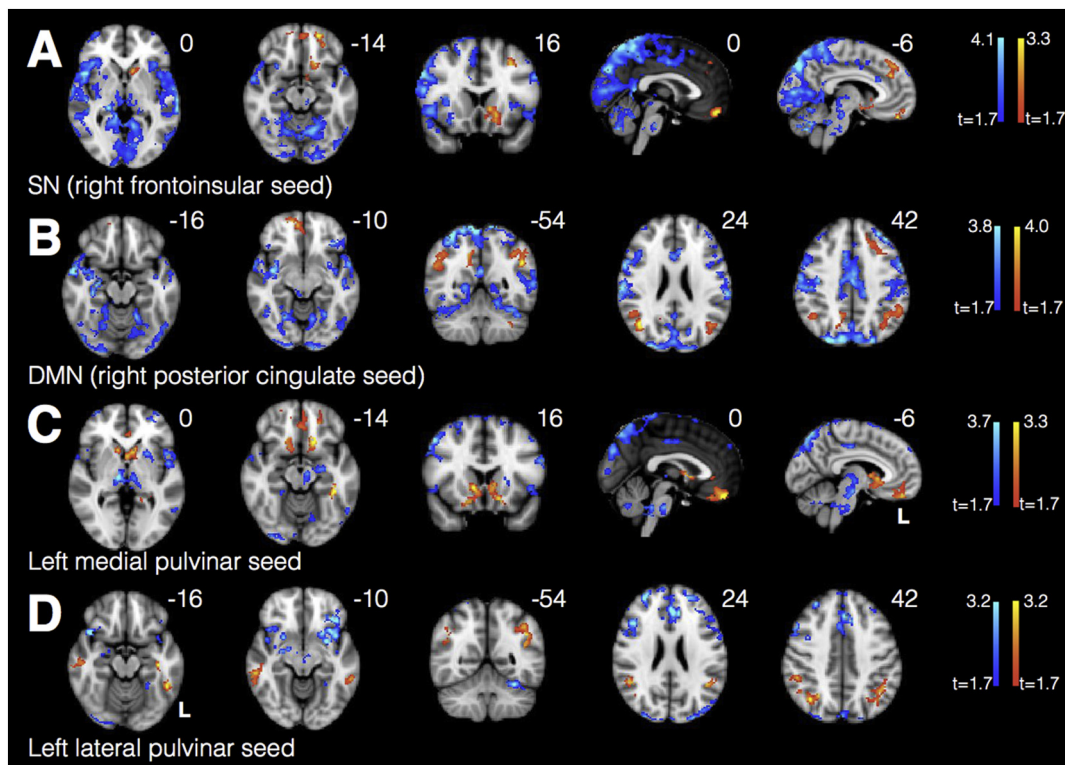 A 0 -14 16 0 -6 4.1 3.3
t=1.7 t=1.7
SN (right frontoinsular seed)
B -16 -10 -54 24 42 3.8 4.0
t=1.7 t=1.7
DMN (right posterior cingulate seed)
C 0 -14 16 0 -6 3.7 3.3
t=1.7 t=1.7
L
Left medial pulvinar seed
D -16 -10 -54 24 42 3.2 3.2
t=1.7 t=1.7
L
Left lateral pulvinar seed